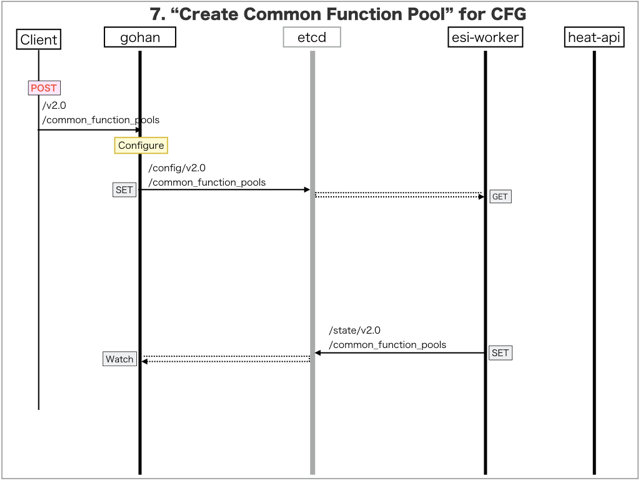 7. “Create Common Function Pool” for CFG
Client
gohan
etcd
esi-worker
heat-api
POST
/v2.0
/common_function_pools
Configure
/config/v2.0
/common_function_pools
SET
GET
/state/v2.0
/common_function_pools
SET
Watch